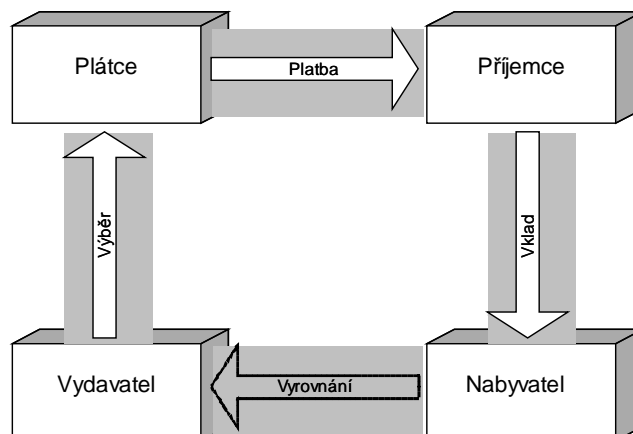 Plátce
Platba
Příjemce
Výběr
Vklad
Vydavatel
Vyrovnání
Nabyvatel